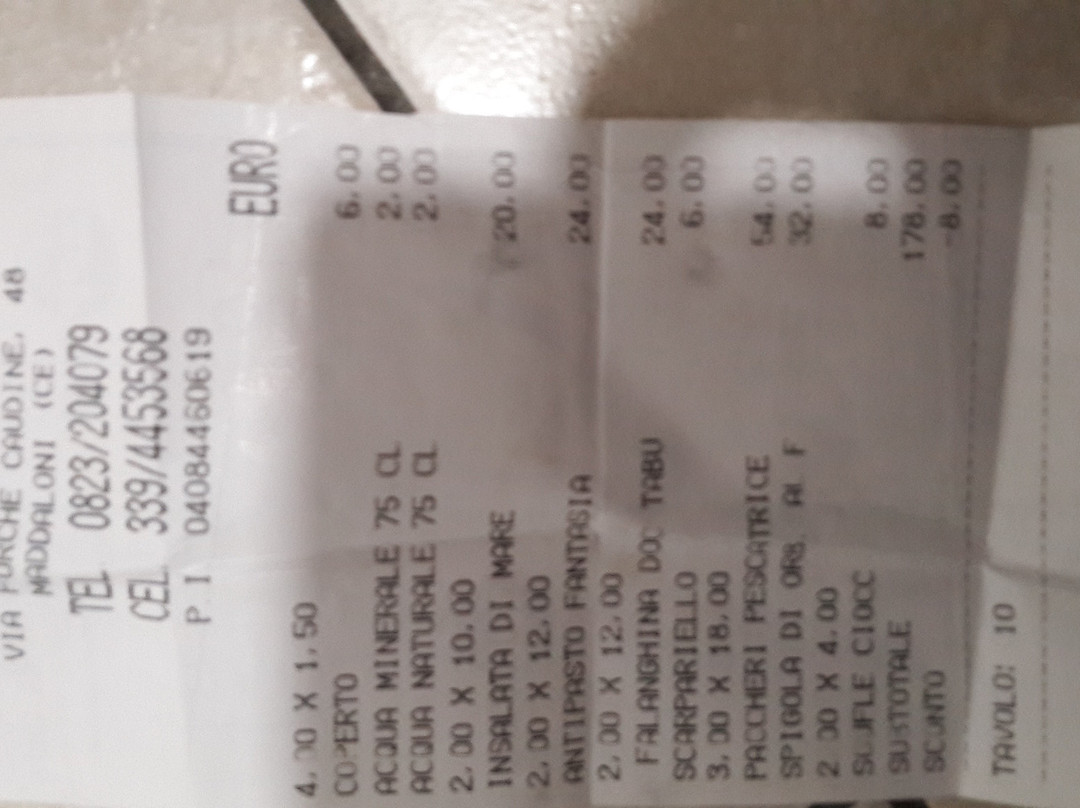 VIA FORCHE CAUDINE, 48
MADDALONI (CE)
TEL 0823/204079
CEL. 339/4453568
P I 04084460619
EURO
4.00 X 1.50
COPERTO 6.00
ACQUA MINERALE 75 CL 2.00
ACQUA NATURALE 75 CL 2.00
2.00 X 10.00
INSALATA DI MARE 20.00
2.00 X 12.00
ANTIPASTO FANTASIA 24.00
2.00 X 12.00
FALANGHINA DOC TABU 24.00
SCARPARIELLO 6.00
3.00 X 18.00
PACCHERI PESCATRICE 54.00
SPIGOLA DI ORB. AL F 32.00
2 00 X 4.00
SUFLE CIOCC 8.00
SUBTOTALE 178.00
SCONTO -8.00
TAVOLO: 10